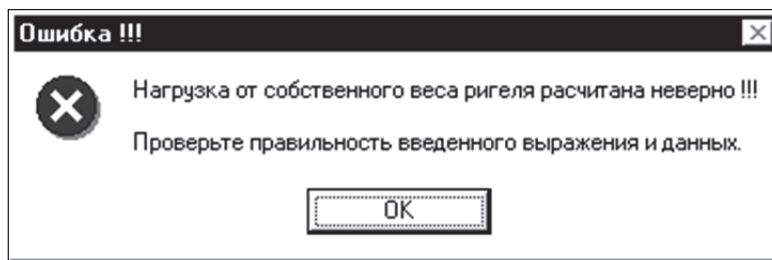 Ошибка !!!
Нагрузка от собственного веса ригеля расчитана неверно !!!
Проверьте правильность введенного выражения и данных.
OK